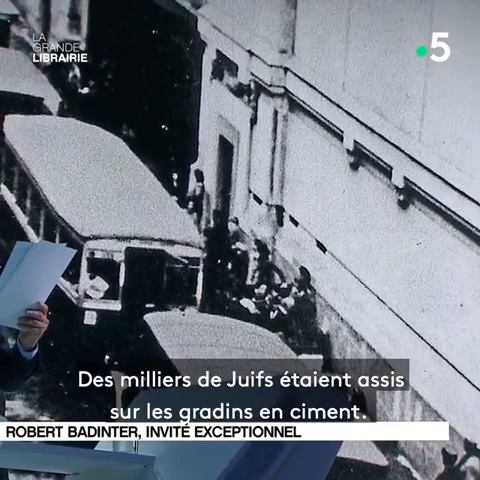 LA
GRANDE
LIBRAIRIE
5
Des milliers de Juifs étaient assis
sur les gradins en ciment.
ROBERT BADINTER, INVITÉ EXCEPTIONNEL